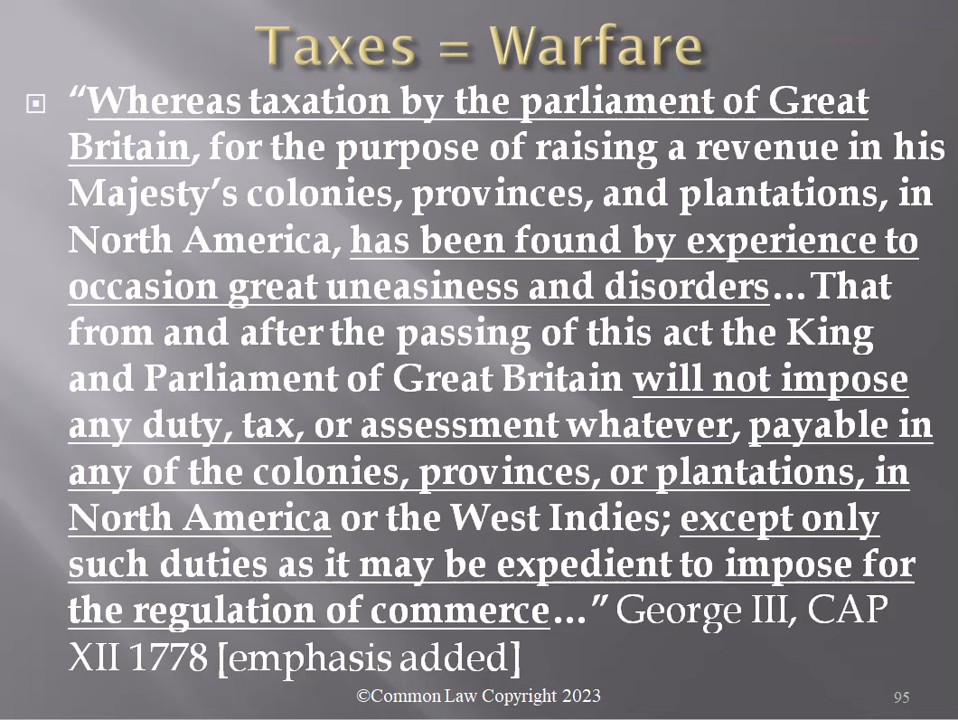 Taxes = Warfare
“Whereas taxation by the parliament of Great
Britain, for the purpose of raising a revenue in his
Majesty’s colonies, provinces, and plantations, in
North America, has been found by experience to
occasion great uneasiness and disorders…That
from and after the passing of this act the King
and Parliament of Great Britain will not impose
any duty, tax, or assessment whatever, payable in
any of the colonies, provinces, or plantations, in
North America or the West Indies; except only
such duties as it may be expedient to impose for
the regulation of commerce…” George III, CAP
XII 1778 [emphasis added]
©Common Law Copyright 2023
95